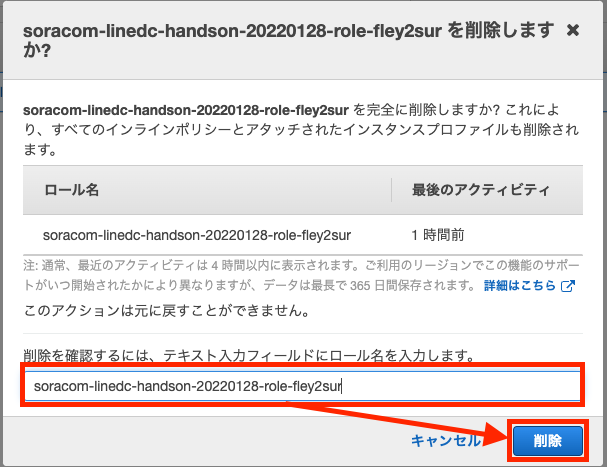 soracom-linedc-handson-20220128-role-fley2sur を削除します
か?
soracom-linedc-handson-20220128-role-fley2sur を完全に削除しますか? これによ
り、すべてのインラインポリシーとアタッチされたインスタンスプロファイルも削除され
ます。
ロール名 最後のアクティビティ
soracom-linedc-handson-20220128-role-fley2sur 1 時間前
注: 通常、最近のアクティビティは 4 時間以内に表示されます。ご利用のリージョンでこの機能のサポー
トがいつ開始されたかにより異なりますが、データは最長で 365 日間保存されます。 詳細はこちら
このアクションは元に戻すことができません。
削除を確認するには、テキスト入力フィールドにロール名を入力します。
soracom-linedc-handson-20220128-role-fley2sur
キャンセル 削除